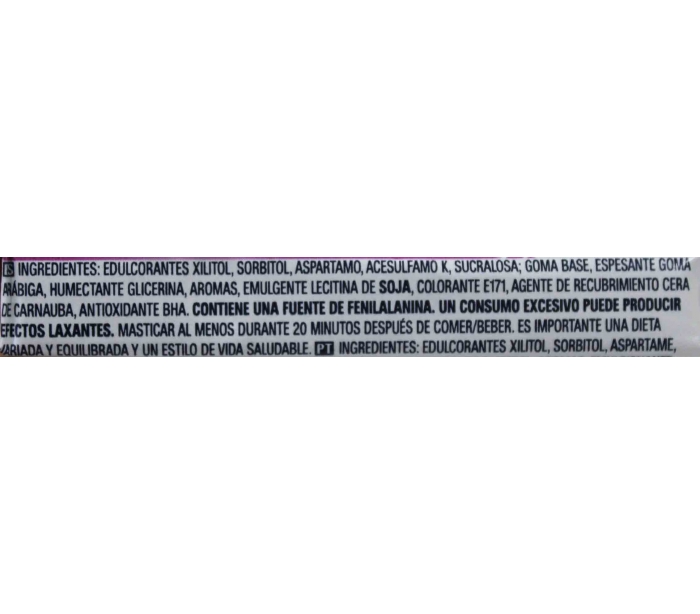 ES INGREDIENTES: EDULCORANTES XILITOL, SORBITOL, ASPARTAMO, ACESULFAMO K, SUCRALOSA; GOMA BASE, ESPESANTE GOMA
ARÁBIGA, HUMECTANTE GLICERINA, AROMAS, EMULGENTE LECITINA DE SOJA, COLORANTE E171, AGENTE DE RECUBRIMIENTO CERA
DE CARNAUBA, ANTIOXIDANTE BHA. CONTIENE UNA FUENTE DE FENILALANINA. UN CONSUMO EXCESIVO PUEDE PRODUCIR
EFECTOS LAXANTES. MASTICAR AL MENOS DURANTE 20 MINUTOS DESPUÉS DE COMER/BEBER. ES IMPORTANTE UNA DIETA
VARIADA Y EQUILIBRADA Y UN ESTILO DE VIDA SALUDABLE. PT INGREDIENTES: EDULCORANTES XILITOL, SORBITOL, ASPARTAME,